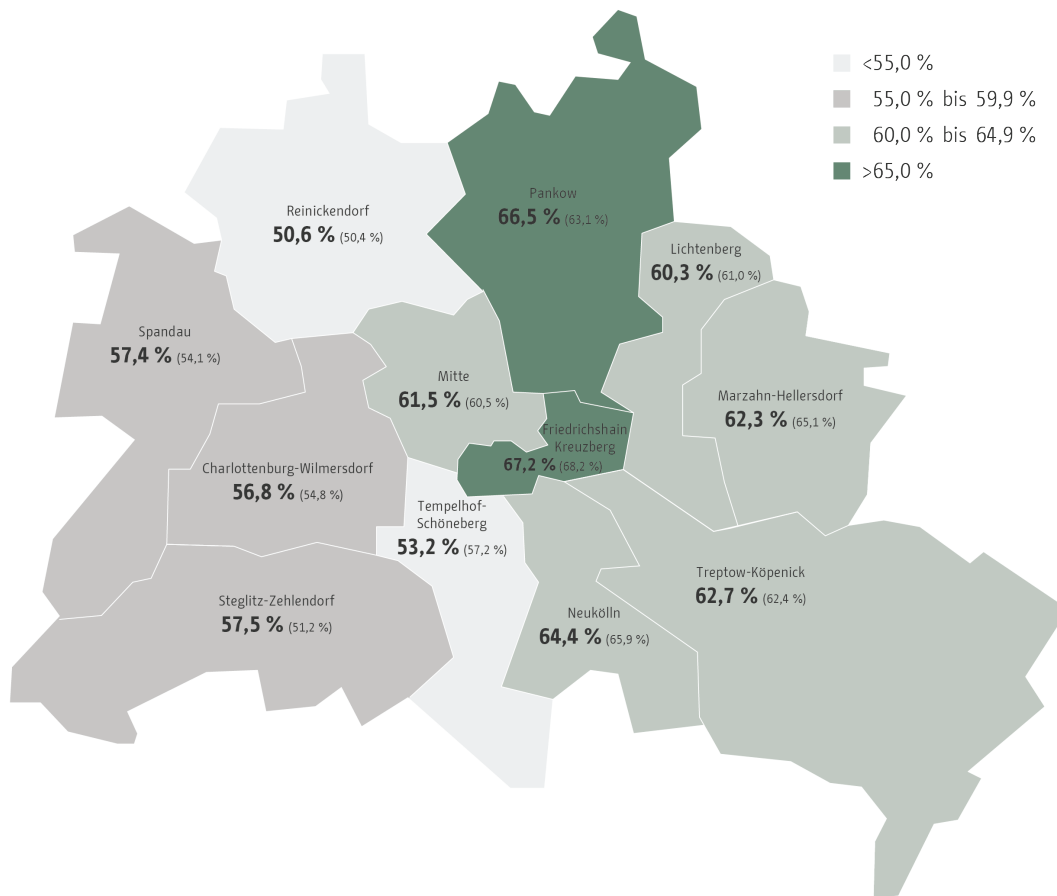 <55,0 %
55,0 % bis 59,9 %
60,0 % bis 64,9 %
>65,0 %
Pankow
66,5 % (63,1 %)
Reinickendorf
50,6 % (50,4 %)
Lichtenberg
60,3 % (61,0 %)
Spandau
57,4 % (54,1 %)
Mitte
61,5 % (60,5 %)
Marzahn-Hellersdorf
62,3 % (65,1 %)
Friedrichshain
Kreuzberg
67,2 % (68,2 %)
Charlottenburg-Wilmersdorf
56,8 % (54,8 %)
Tempelhof-
Schöneberg
53,2 % (57,2 %)
Treptow-Köpenick
62,7 % (62,4 %)
Steglitz-Zehlendorf
57,5 % (51,2 %)
Neukölln
64,4 % (65,9 %)